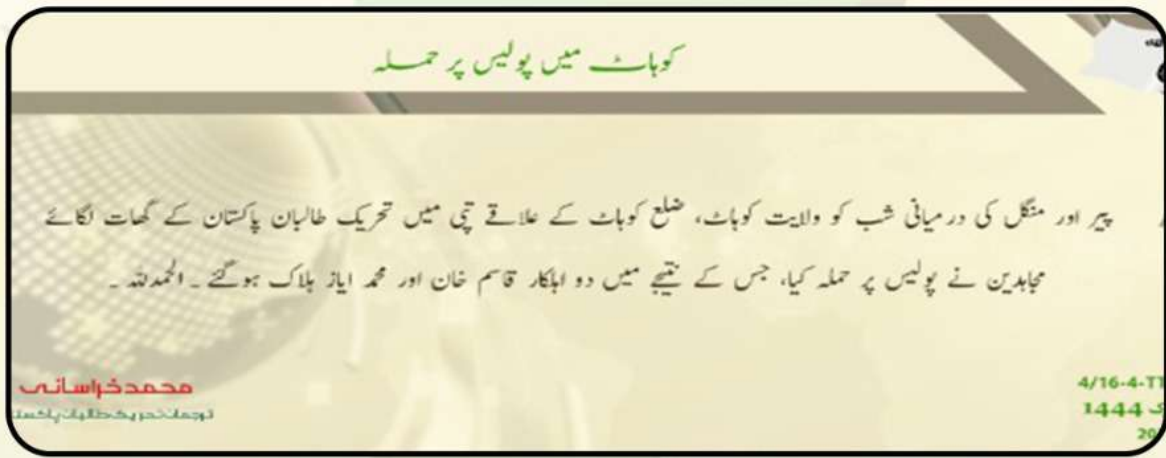 کوہاٹ میں پولیس پر حملہ
پیر اور منگل کی درمیانی شب کو ولایت کوہاٹ، ضلع کوہاٹ کے علاقے تپی میں تحریک طالبان پاکستان کے گھات لگائے
مجاہدین نے پولیس پر حملہ کیا، جس کے نتیجے میں دو اہلکار قاسم خان اور محمد ایاز ہلاک ہوگئے ۔ الحمدللہ ۔
محمد خراسانی
ترجمان تحریک طالبان پاکستا
4/16-4-TT
ک 1444
20